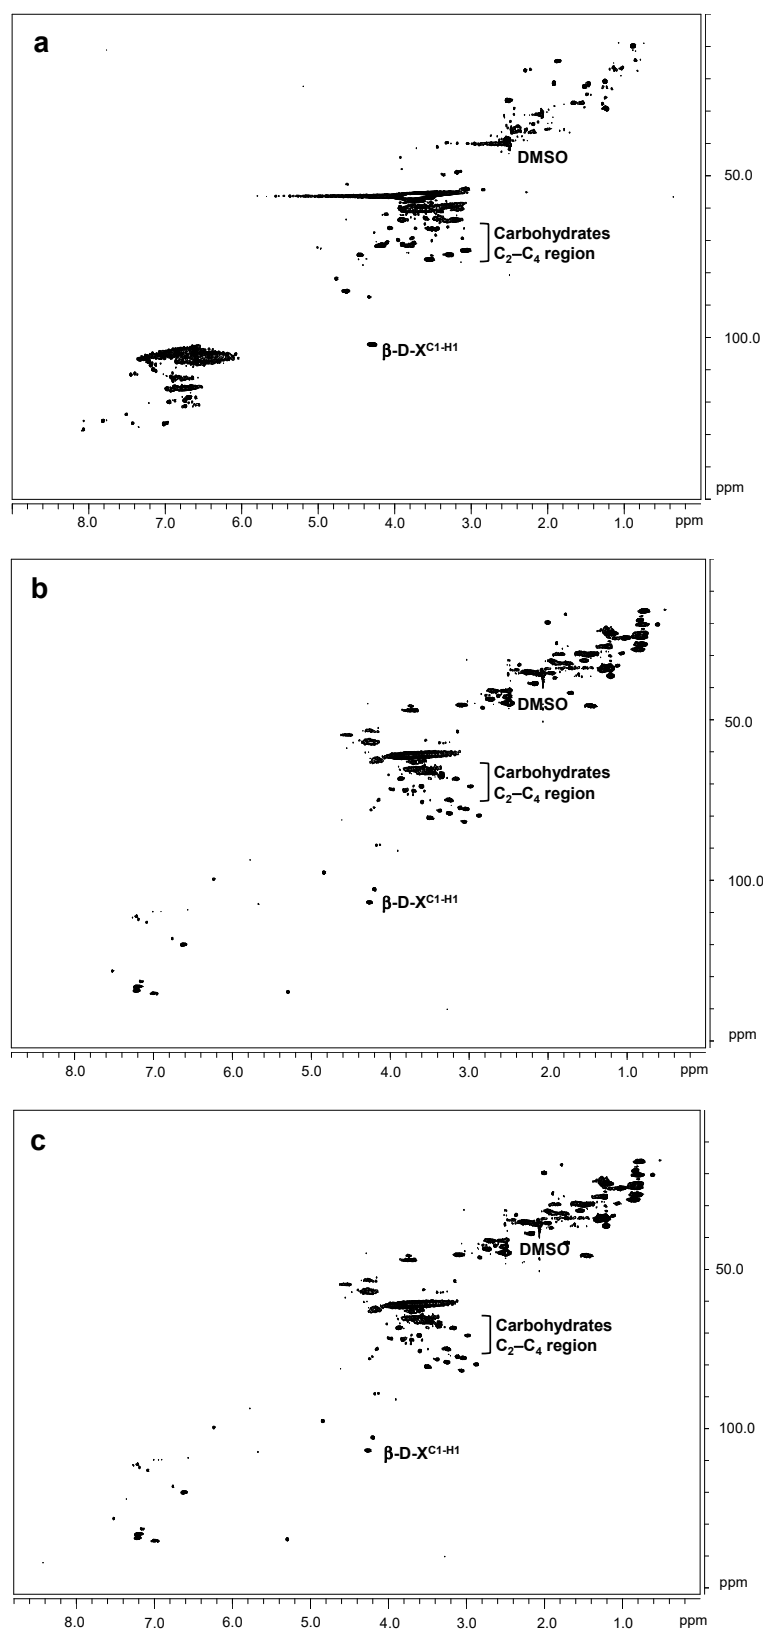 a
DMSO
50.0
Carbohydrates
C₂–C₄ region
100.0
β-D-X^C1-H1
ppm
8.0 7.0 6.0 5.0 4.0 3.0 2.0 1.0 ppm
b
DMSO
50.0
Carbohydrates
C₂–C₄ region
100.0
β-D-X^C1-H1
ppm
8.0 7.0 6.0 5.0 4.0 3.0 2.0 1.0 ppm
c
DMSO
50.0
Carbohydrates
C₂–C₄ region
100.0
β-D-X^C1-H1
ppm
8.0 7.0 6.0 5.0 4.0 3.0 2.0 1.0 ppm